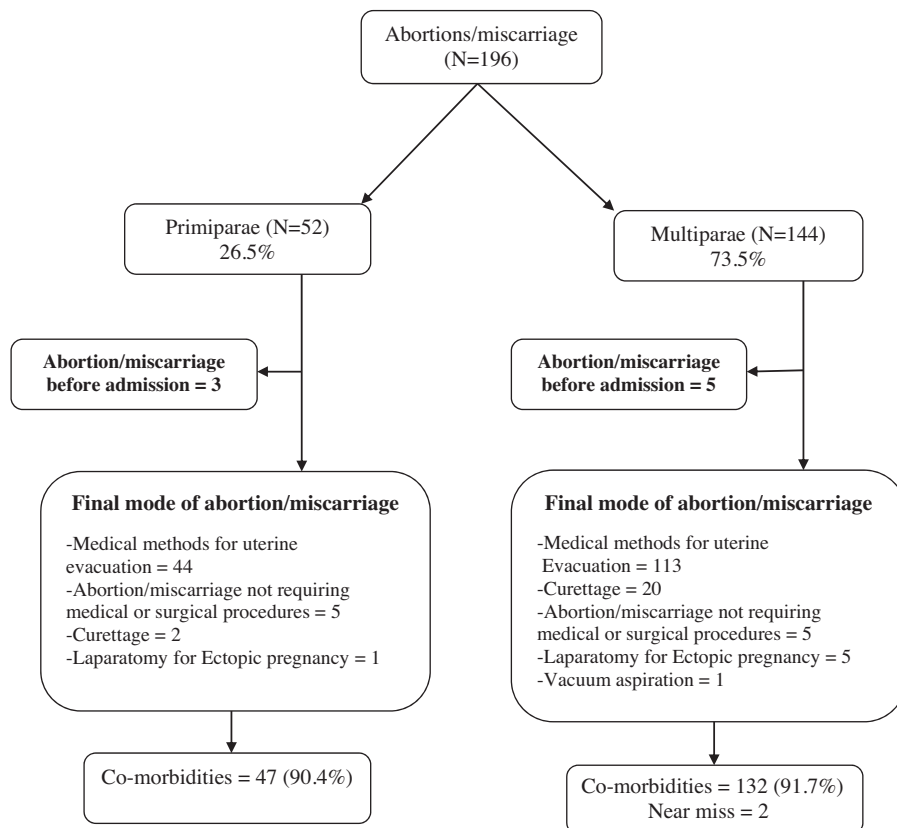 Abortions/miscarriage
(N=196)
Primiparae (N=52)
26.5%
Multiparae (N=144)
73.5%
Abortion/miscarriage
before admission = 3
Abortion/miscarriage
before admission = 5
Final mode of abortion/miscarriage
-Medical methods for uterine
evacuation = 44
-Abortion/miscarriage not requiring
medical or surgical procedures = 5
-Curettage = 2
-Laparatomy for Ectopic pregnancy = 1
Final mode of abortion/miscarriage
-Medical methods for uterine
Evacuation = 113
-Curettage = 20
-Abortion/miscarriage not requiring
medical or surgical procedures = 5
-Laparatomy for Ectopic pregnancy = 5
-Vacuum aspiration = 1
Co-morbidities = 47 (90.4%)
Co-morbidities = 132 (91.7%)
Near miss = 2